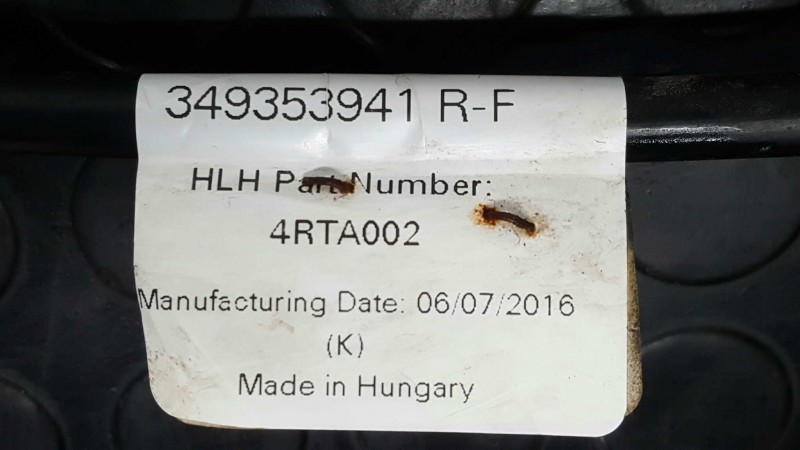 349353941 R-F
HLH Part Number:
4RTA002
Manufacturing Date: 06/07/2016
(K)
Made in Hungary